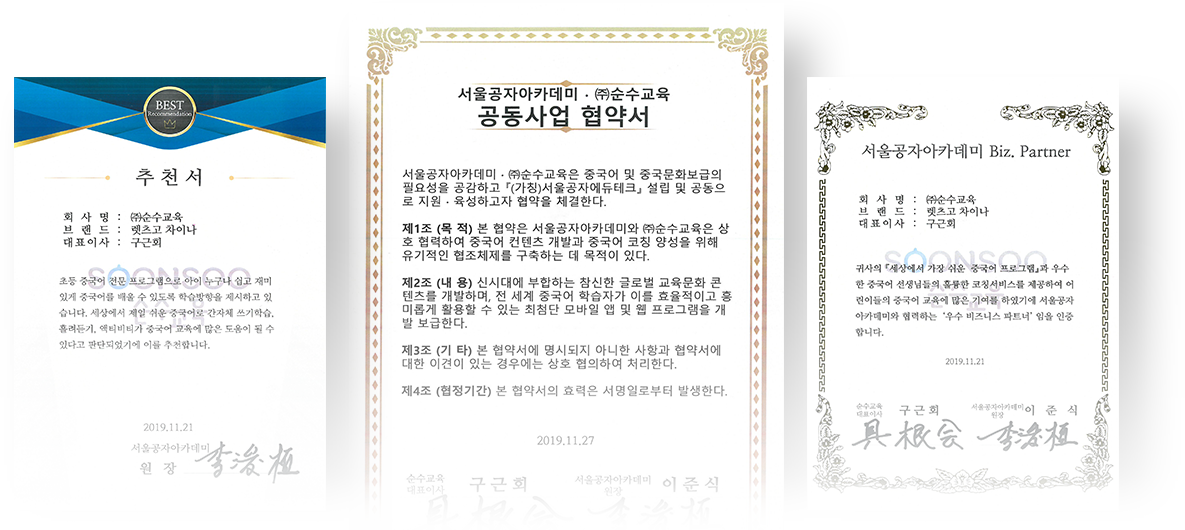 BEST
Recommendation
추천서
회 사 명 : ㈜순수교육
브 랜 드 : 렛츠고 차이나
대표이사 : 구근회
SOONSOO
초등 중국어 전문 프로그램으로 아이 누구나 쉽고 재미
있게 중국어를 배울 수 있도록 학습방향을 제시하고 있
습니다. 세상에서 제일 쉬운 중국어로 간자체 쓰기학습,
흘려듣기, 액티비티가 중국어 교육에 많은 도움이 될 수
있다고 판단되었기에 이를 추천합니다.
2019.11.21
서울공자아카데미
원 장 李浚植
서울공자아카데미 · ㈜순수교육
공동사업 협약서
서울공자아카데미 · ㈜순수교육은 중국어 및 중국문화보급의
필요성을 공감하고 『(가칭)서울공자에듀테크』 설립 및 공동으
로 지원 · 육성하고자 협약을 체결한다.
제1조 (목 적) 본 협약은 서울공자아카데미와 ㈜순수교육은 상
호 협력하여 중국어 컨텐츠 개발과 중국어 코칭 양성을 위해
유기적인 협조체제를 구축하는 데 목적이 있다.
제2조 (내 용) 신시대에 부합하는 참신한 글로벌 교육문화 콘
텐츠를 개발하며, 전 세계 중국어 학습자가 이를 효율적이고 흥
미롭게 활용할 수 있는 최첨단 모바일 앱 및 웹 프로그램을 개
발 보급한다.
제3조 (기 타) 본 협약서에 명시되지 아니한 사항과 협약서에
대한 이견이 있는 경우에는 상호 협의하여 처리한다.
제4조 (협정기간) 본 협약서의 효력은 서명일로부터 발생한다.
2019.11.27
순수교육
대표이사 구근회
서울공자아카데미
원장 이준식
具根会 李浚植
서울공자아카데미 Biz. Partner
회 사 명 : ㈜순수교육
브 랜 드 : 렛츠고 차이나
대표이사 : 구근회
SOONSOO
귀사의 『세상에서 가장 쉬운 중국어 프로그램』과 우수
한 중국어 선생님들의 훌륭한 코칭서비스를 제공하여 어
린이들의 중국어 교육에 많은 기여를 하였기에 서울공자
아카데미와 협력하는 '우수 비즈니스 파트너' 임을 인증
합니다.
2019.11.21
순수교육
대표이사 구근회
서울공자아카데미
원장 이준식
具根会 李浚植